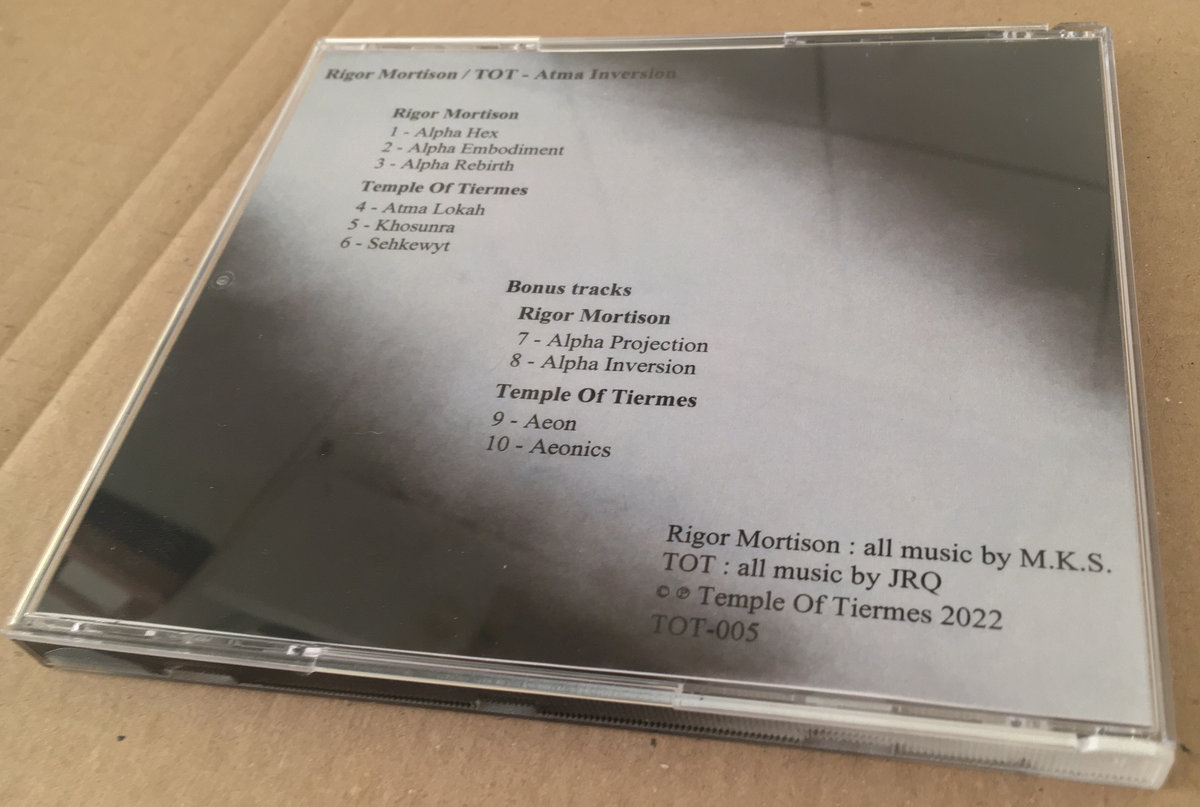 Rigor Mortison / TOT - Atma Inversion
Rigor Mortison
1 - Alpha Hex
2 - Alpha Embodiment
3 - Alpha Rebirth
Temple Of Tiermes
4 - Atma Lokah
5 - Khosunra
6 - Sehkewyt
Bonus tracks
Rigor Mortison
7 - Alpha Projection
8 - Alpha Inversion
Temple Of Tiermes
9 - Aeon
10 - Aeonics
Rigor Mortison : all music by M.K.S.
TOT : all music by JRQ
© ℗ Temple Of Tiermes 2022
TOT-005